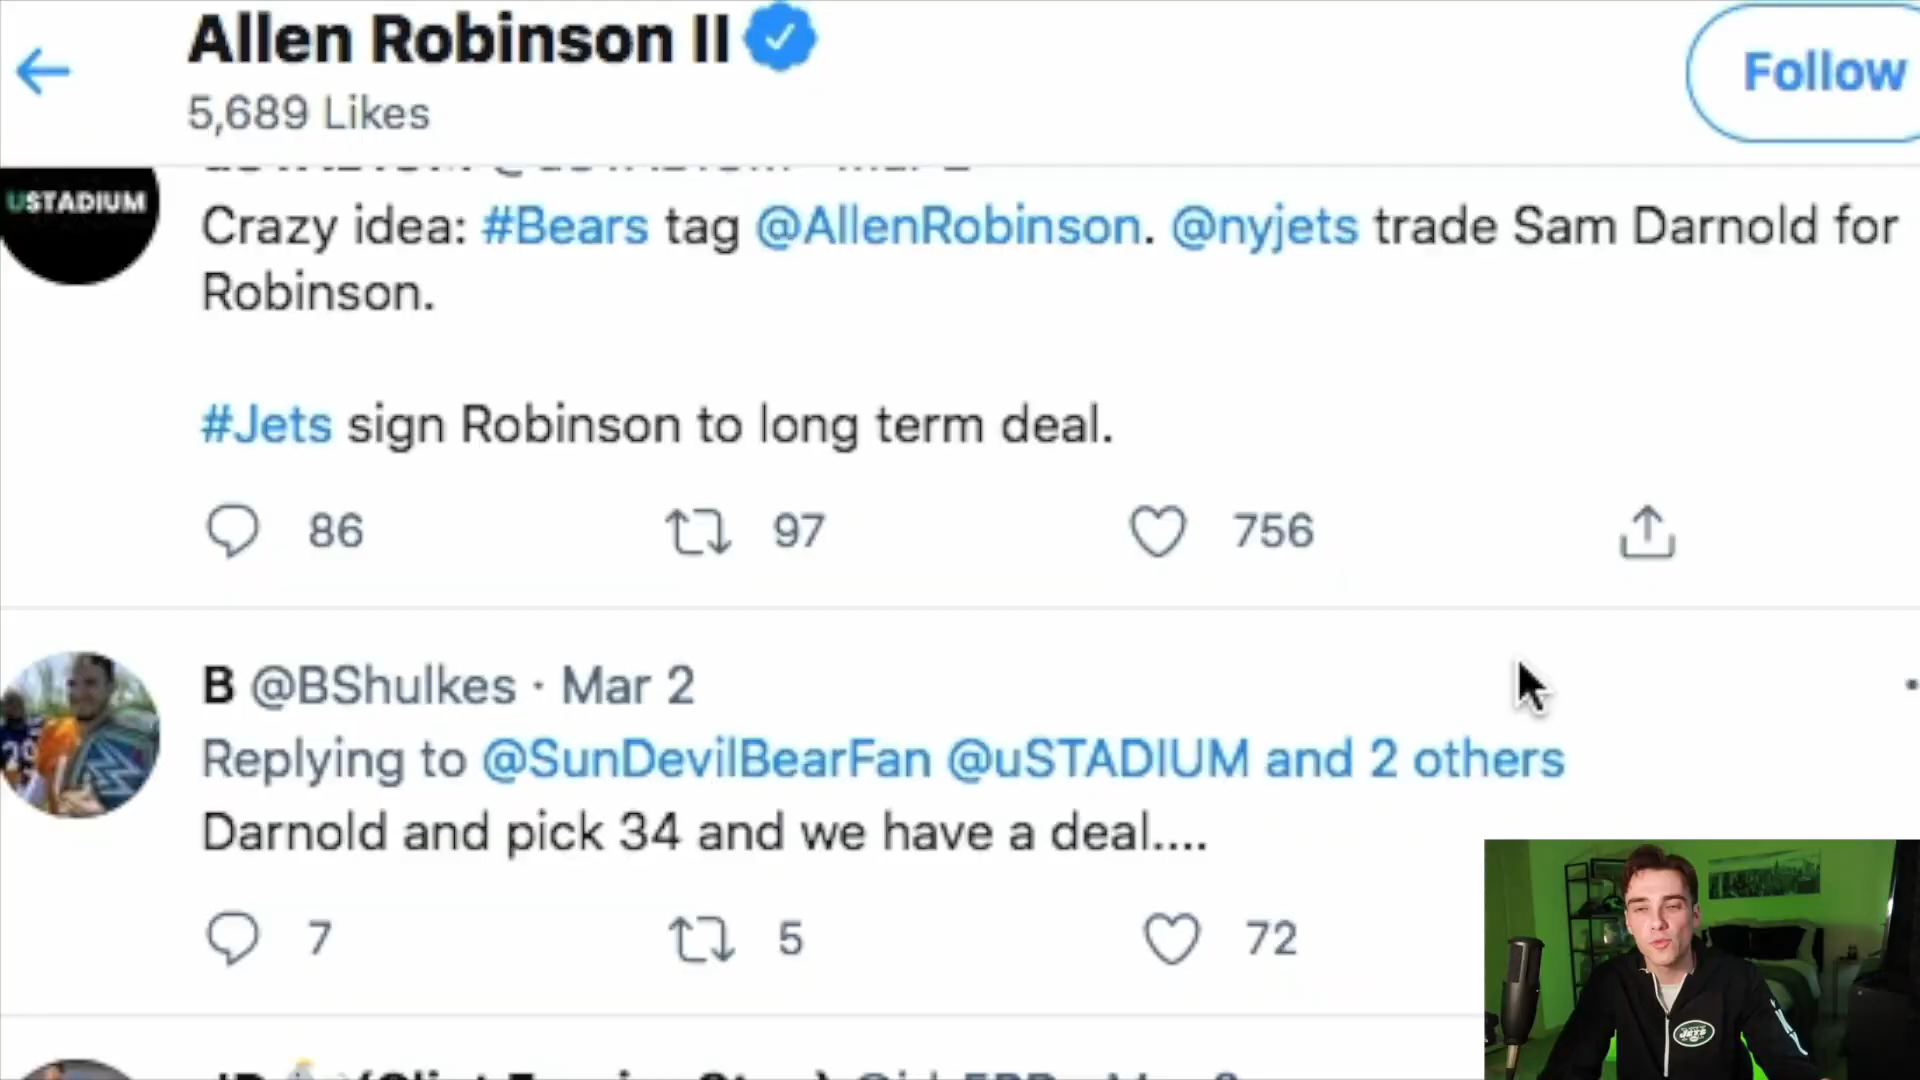 Allen Robinson II
5,689 Likes
Follow
USTADIUM
Crazy idea: #Bears tag @AllenRobinson. @nyjets trade Sam Darnold for
Robinson.
#Jets sign Robinson to long term deal.
86 97 756
B @BShulkes · Mar 2
Replying to @SunDevilBearFan @uSTADIUM and 2 others
Darnold and pick 34 and we have a deal....
7 5 72
JETS